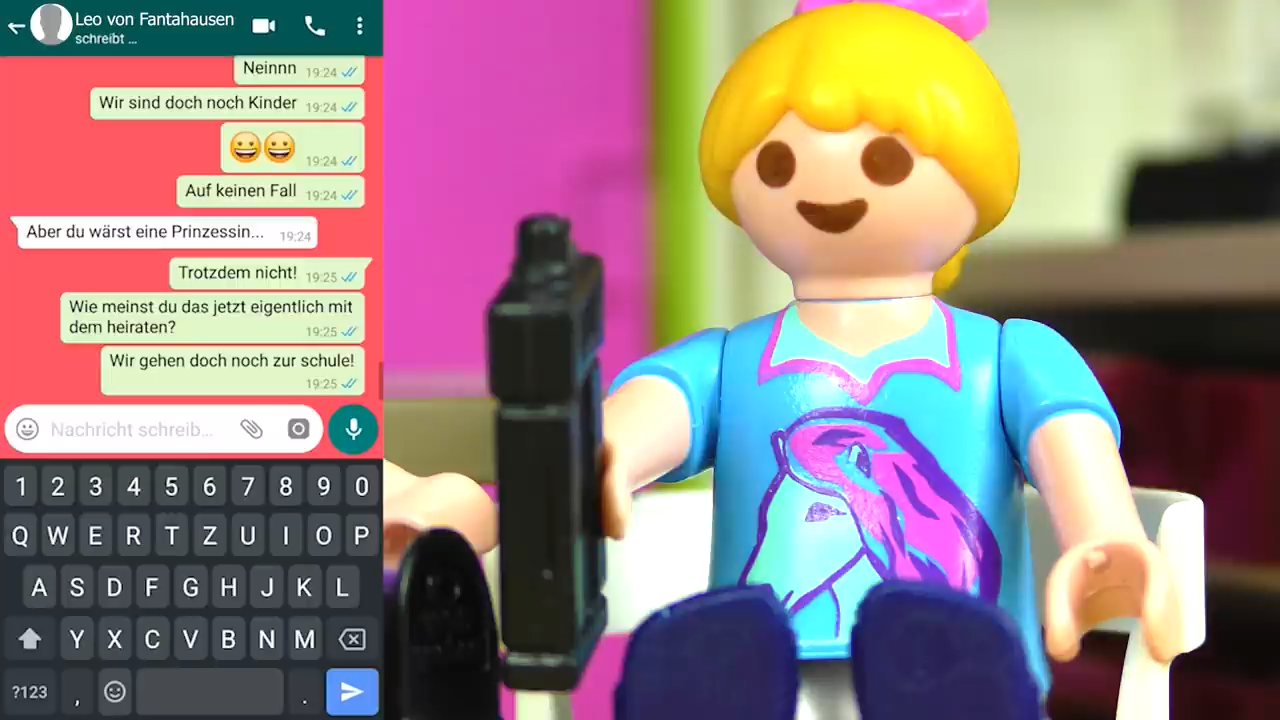 Leo von Fantahausen
schreibt ...
Neinnn 19:24
Wir sind doch noch Kinder 19:24
😀😀 19:24
Auf keinen Fall 19:24
Aber du wärst eine Prinzessin... 19:24
Trotzdem nicht! 19:25
Wie meinst du das jetzt eigentlich mit
dem heiraten? 19:25
Wir gehen doch noch zur schule!
19:25
Nachricht schreib...
1 2 3 4 5 6 7 8 9 0
Q W E R T Z U I O P
A S D F G H J K L
Y X C V B N M
?123 , .